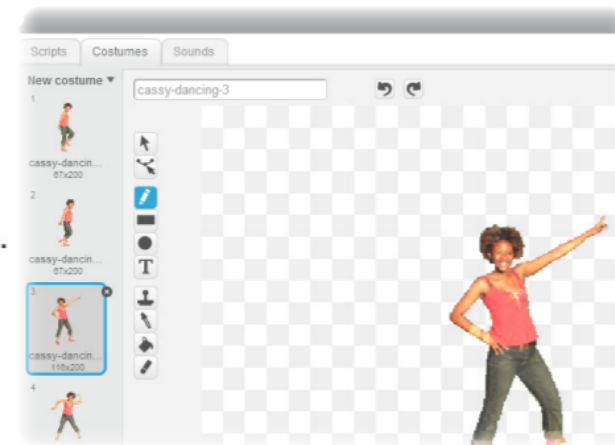 Scripts Costumes Sounds
New costume
cassy-dancing-3
1
cassy-dancin...
67x200
2
cassy-dancin...
67x200
3
cassy-dancin...
116x200
4
T